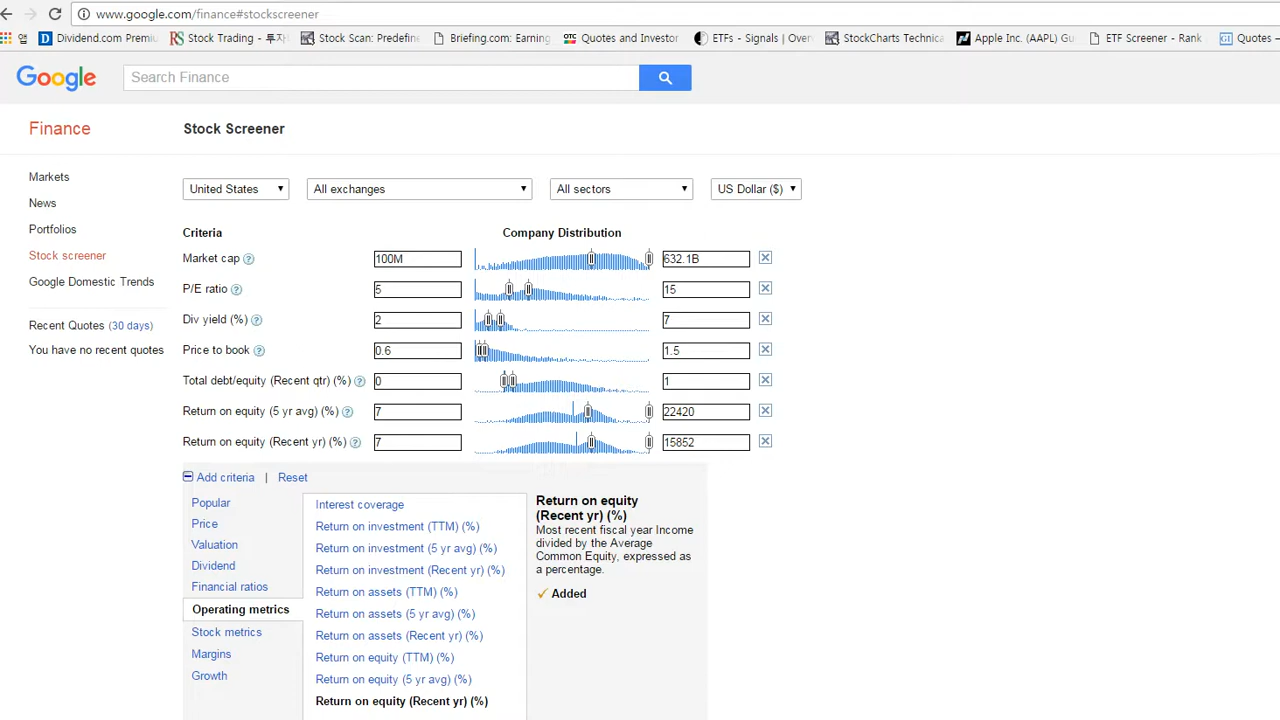 www.google.com/finance#stockscreener
앱 Dividend.com Premiu Stock Trading - 투자 Stock Scan: Predefine Briefing.com: Earning Quotes and Investor ETFs - Signals | Over StockCharts Technica Apple Inc. (AAPL) Gu ETF Screener - Rank Quotes –
Google Search Finance
Finance Stock Screener
Markets
News
Portfolios
Stock screener
Google Domestic Trends
Recent Quotes (30 days)
You have no recent quotes
United States All exchanges All sectors US Dollar ($)
Criteria Company Distribution
Market cap 100M 632.1B
P/E ratio 5 15
Div yield (%) 2 7
Price to book 0.6 1.5
Total debt/equity (Recent qtr) (%) 0 1
Return on equity (5 yr avg) (%) 7 22420
Return on equity (Recent yr) (%) 7 15852
Add criteria | Reset
Popular
Price
Valuation
Dividend
Financial ratios
Operating metrics
Stock metrics
Margins
Growth
Interest coverage
Return on investment (TTM) (%)
Return on investment (5 yr avg) (%)
Return on investment (Recent yr) (%)
Return on assets (TTM) (%)
Return on assets (5 yr avg) (%)
Return on assets (Recent yr) (%)
Return on equity (TTM) (%)
Return on equity (5 yr avg) (%)
Return on equity (Recent yr) (%)
Return on equity
(Recent yr) (%)
Most recent fiscal year Income
divided by the Average
Common Equity, expressed as
a percentage.
Added